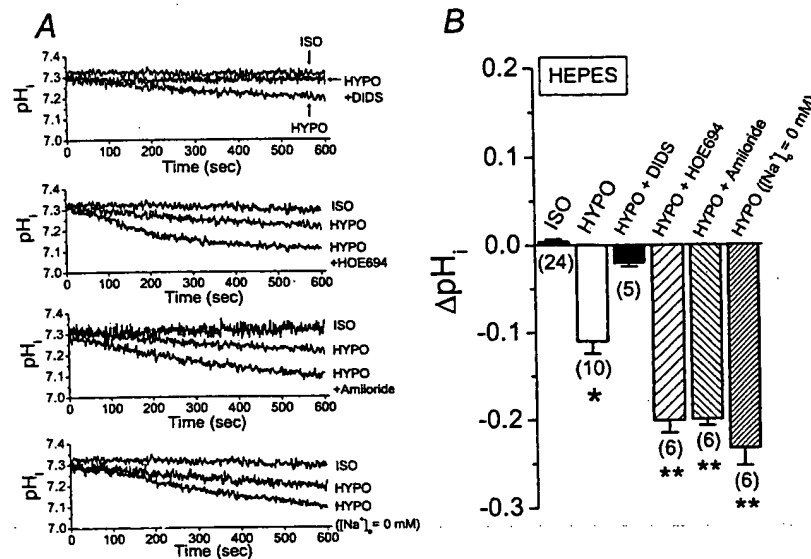 A
ISO
7.4
7.3
7.2
7.1
7.0
pHi
HYPO
+DIDS
HYPO
0 100 200 300 400 500 600
Time (sec)
7.4
7.3
7.2
7.1
7.0
pHi
ISO
HYPO
HYPO
+HOE694
0 100 200 300 400 500 600
Time (sec)
7.4
7.3
7.2
7.1
7.0
pHi
ISO
HYPO
HYPO
+Amiloride
0 100 200 300 400 500 600
Time (sec)
7.4
7.3
7.2
7.1
7.0
pHi
ISO
HYPO
HYPO
([Na+]o = 0 mM)
0 100 200 300 400 500 600
Time (sec)
B
HEPES
0.2
0.1
0.0
-0.1
-0.2
-0.3
ΔpHi
ISO
HYPO
HYPO + DIDS
HYPO + HOE694
HYPO + Amiloride
HYPO ([Na+]o = 0 mM)
(24)
(10)
*
(5)
(6)
**
(6)
**
(6)
**